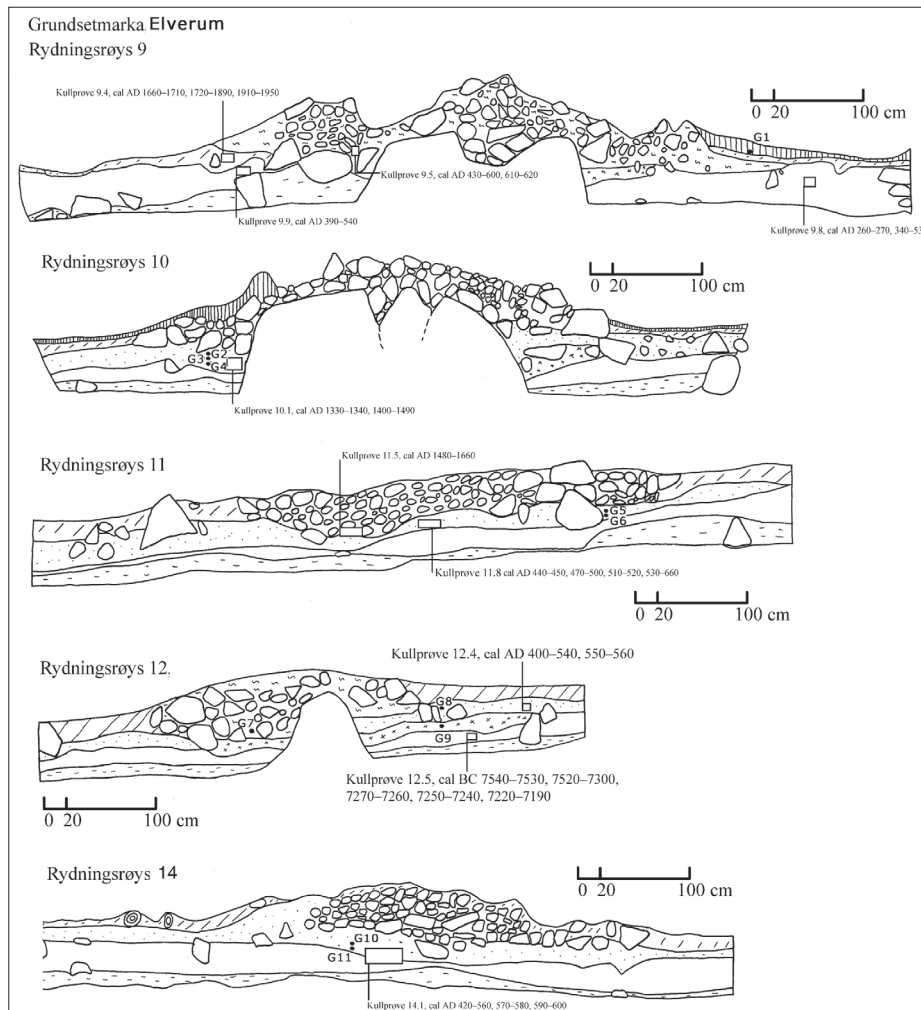 Grundsetmarka, Elverum
Rydningsrøys 9
Kullprøve 9.4, cal AD 1660–1710, 1720–1890, 1910–1950
0 20 100 cm
G1
Kullprøve 9.5, cal AD 430–600, 610–620
Kullprøve 9.9, cal AD 390–540
Kullprøve 9.8, cal AD 260–270, 340–53
Rydningsrøys 10
0 20 100 cm
G3 G2
G4
Kullprøve 10.1, cal AD 1330–1340, 1400–1490
Rydningsrøys 11
Kullprøve 11.5, cal AD 1480–1660
G5
G6
Kullprøve 11.8 cal AD 440–450, 470–500, 510–520, 530–660
0 20 100 cm
Rydningsrøys 12,
Kullprøve 12.4, cal AD 400–540, 550–560
G8
G7
G9
Kullprøve 12.5, cal BC 7540–7530, 7520–7300,
7270–7260, 7250–7240, 7220–7190
0 20 100 cm
Rydningsrøys 14
0 20 100 cm
G10
G11
Kullprøve 14.1, cal AD 420–560, 570–580, 590–600